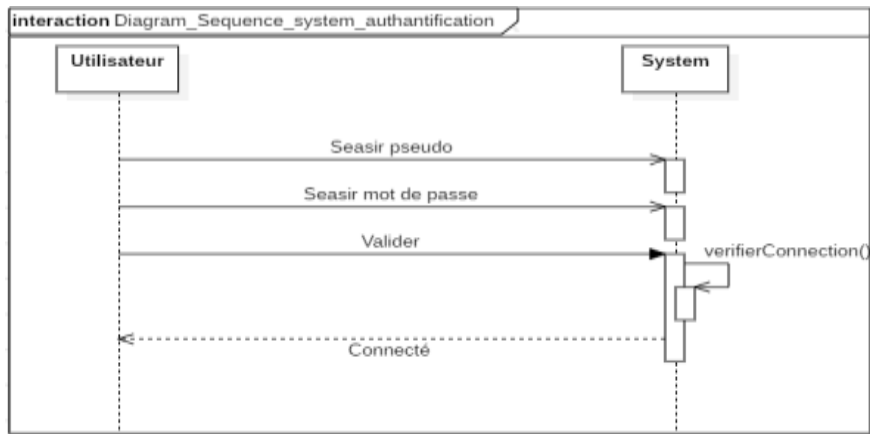 interaction Diagram_Sequence_system_authantification
Utilisateur
System
Seasir pseudo
Seasir mot de passe
Valider
verifierConnection()
Connecté